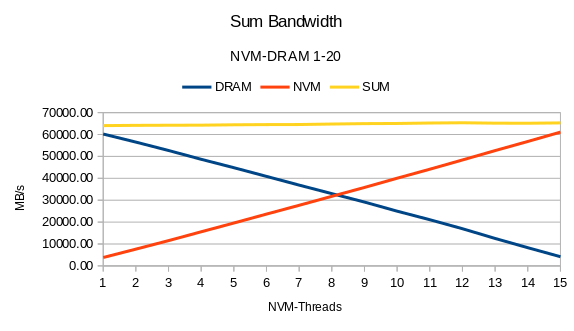 Sum Bandwidth
NVM-DRAM 1-20
DRAM NVM SUM
70000.00
60000.00
50000.00
40000.00
30000.00
20000.00
10000.00
0.00
MB/s
1 2 3 4 5 6 7 8 9 10 11 12 13 14 15
NVM-Threads